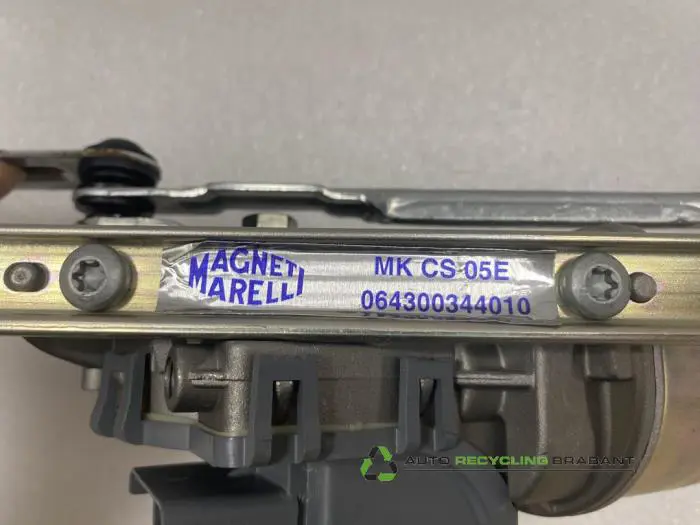 MAGNETI
MARELLI
MK CS 05E
064300344010
AUTO RECYCLING BRABANT